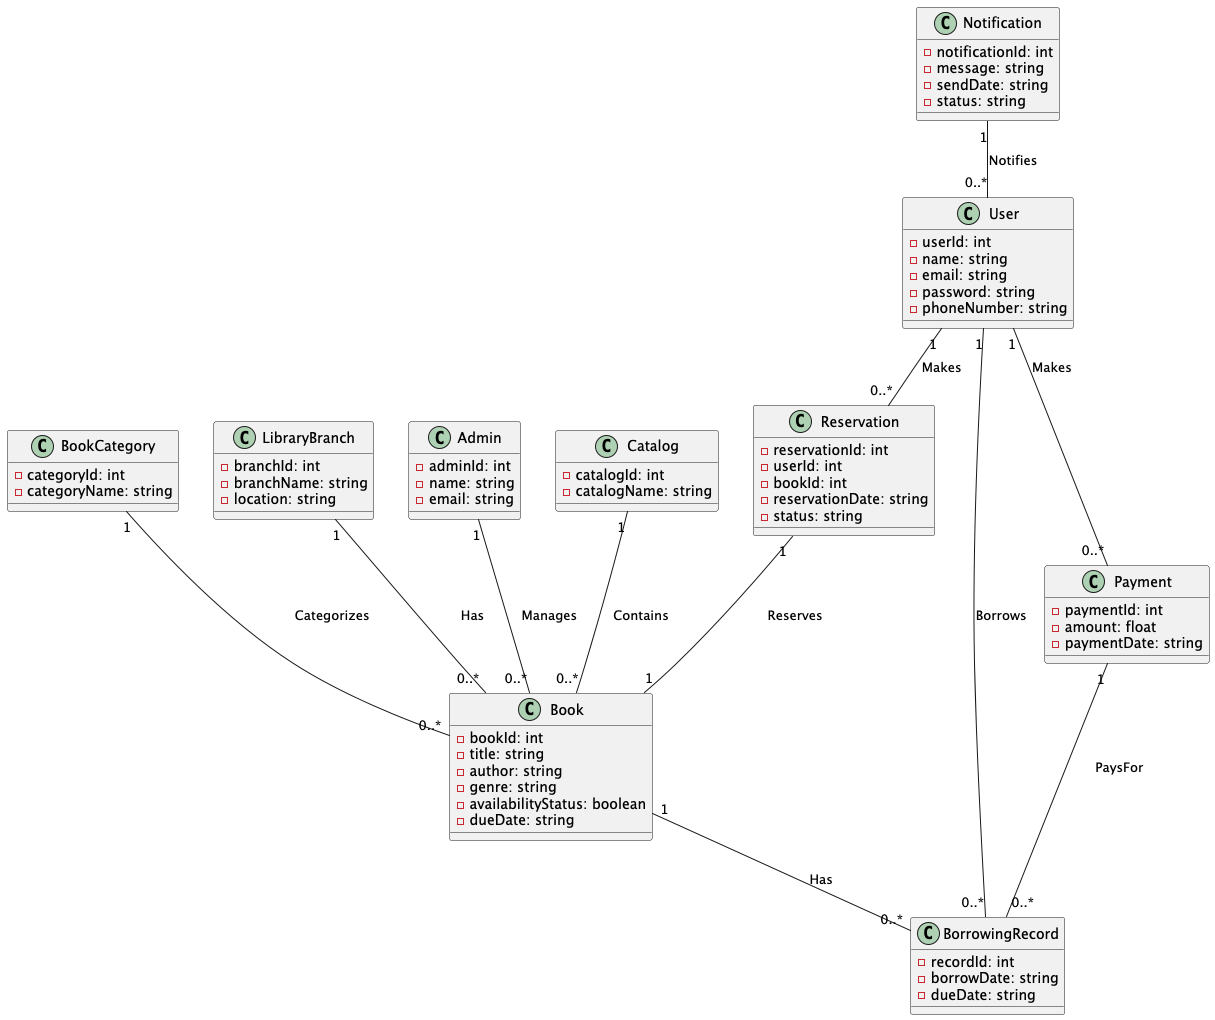 C Notification
notificationId: int
message: string
sendDate: string
status: string
1
Notifies
0..*
C User
userId: int
name: string
email: string
password: string
phoneNumber: string
1
1
1
Makes
Makes
Borrows
0..*
0..*
0..*
C BookCategory
categoryId: int
categoryName: string
1
Categorizes
0..*
C LibraryBranch
branchId: int
branchName: string
location: string
1
Has
0..*
C Admin
adminId: int
name: string
email: string
1
Manages
0..*
C Catalog
catalogId: int
catalogName: string
1
Contains
0..*
C Reservation
reservationId: int
userId: int
bookId: int
reservationDate: string
status: string
1
Reserves
1
C Payment
paymentId: int
amount: float
paymentDate: string
1
PaysFor
0..*
C Book
bookId: int
title: string
author: string
genre: string
availabilityStatus: boolean
dueDate: string
1
Has
0..*
C BorrowingRecord
recordId: int
borrowDate: string
dueDate: string